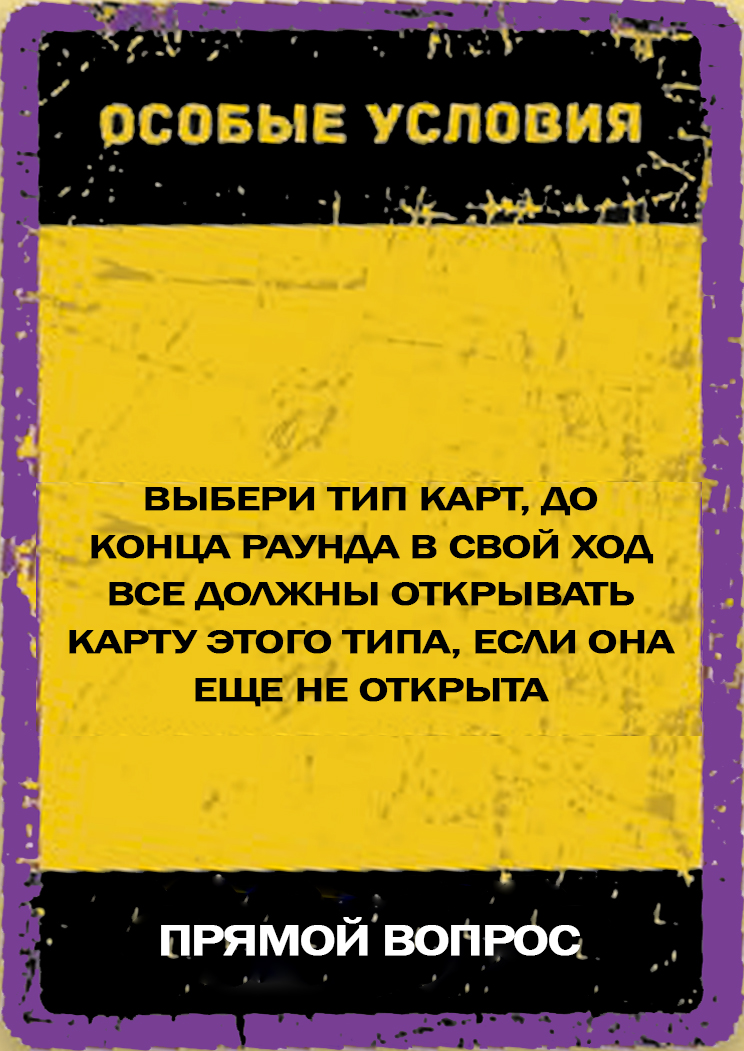 ОСОБЫЕ УСЛОВИЯ
ВЫБЕРИ ТИП КАРТ, ДО
КОНЦА РАУНДА В СВОЙ ХОД
ВСЕ ДОЛЖНЫ ОТКРЫВАТЬ
КАРТУ ЭТОГО ТИПА, ЕСЛИ ОНА
ЕЩЕ НЕ ОТКРЫТА
ПРЯМОЙ ВОПРОС